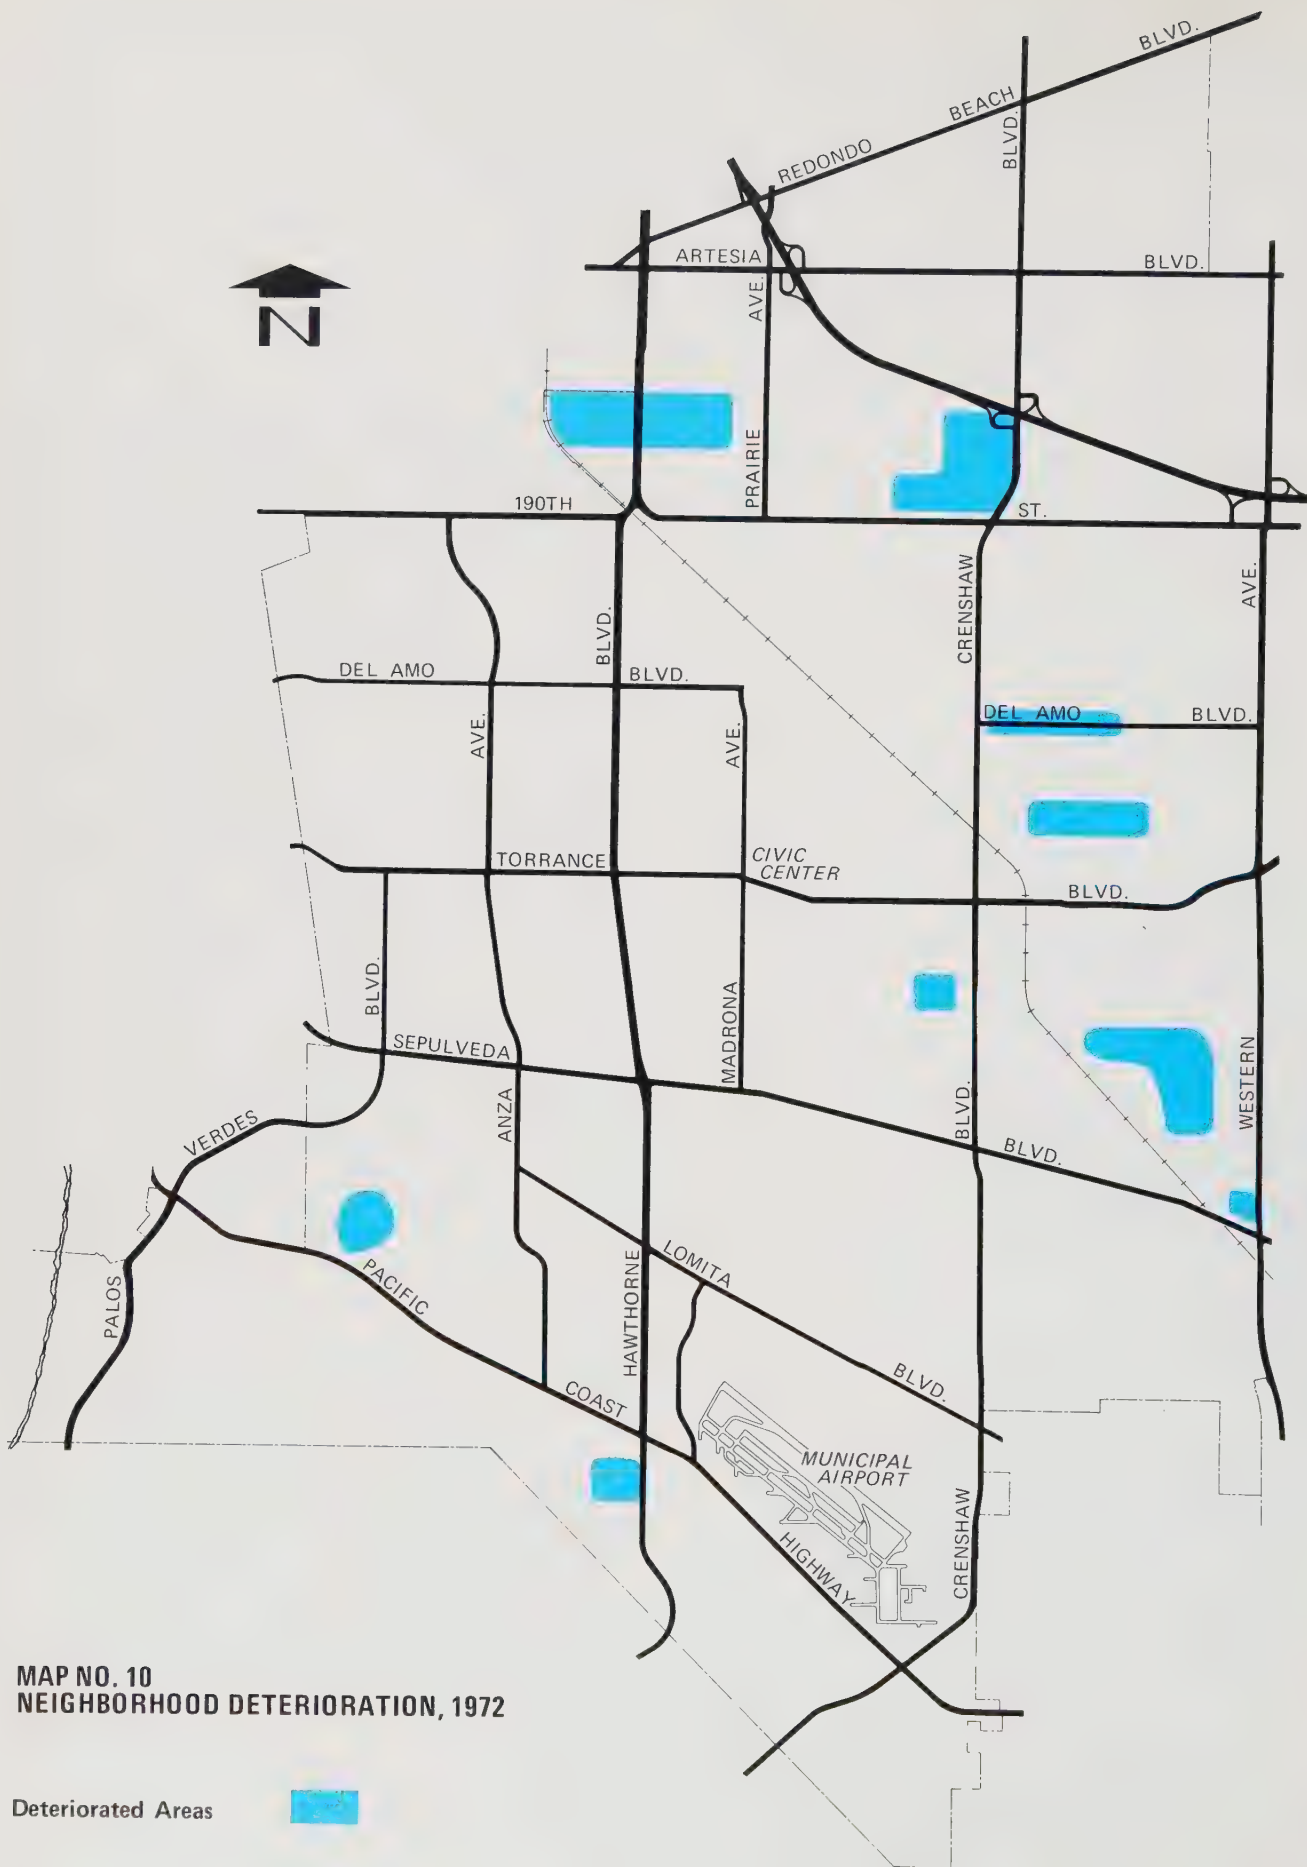 BLVD.
BEACH
REDONDO
BLVD.
ARTESIA
BLVD.
AVE.
N
PRAIRIE
190TH
ST.
CRENSHAW
AVE.
BLVD.
DEL AMO
BLVD.
DEL AMO
BLVD.
AVE.
AVE.
TORRANCE
CIVIC
CENTER
BLVD.
BLVD.
MADRONA
SEPULVEDA
WESTERN
ANZA
BLVD.
BLVD.
VERDES
LOMITA
PALOS
PACIFIC
HAWTHORNE
BLVD.
COAST
MUNICIPAL
AIRPORT
HIGHWAY
CRENSHAW
MAP NO. 10
NEIGHBORHOOD DETERIORATION, 1972
Deteriorated Areas